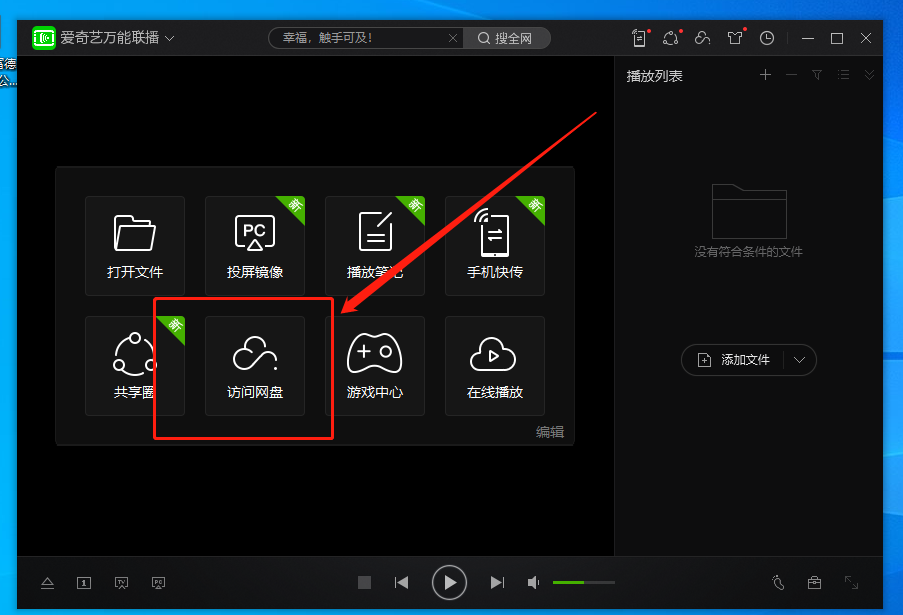 爱奇艺万能联播
幸福，触手可及！
搜全网
播放列表
新
新
新
PC
打开文件
投屏镜像
播放笔记
手机快传
新
共享圈
访问网盘
游戏中心
在线播放
编辑
没有符合条件的文件
添加文件
1
TV
PC